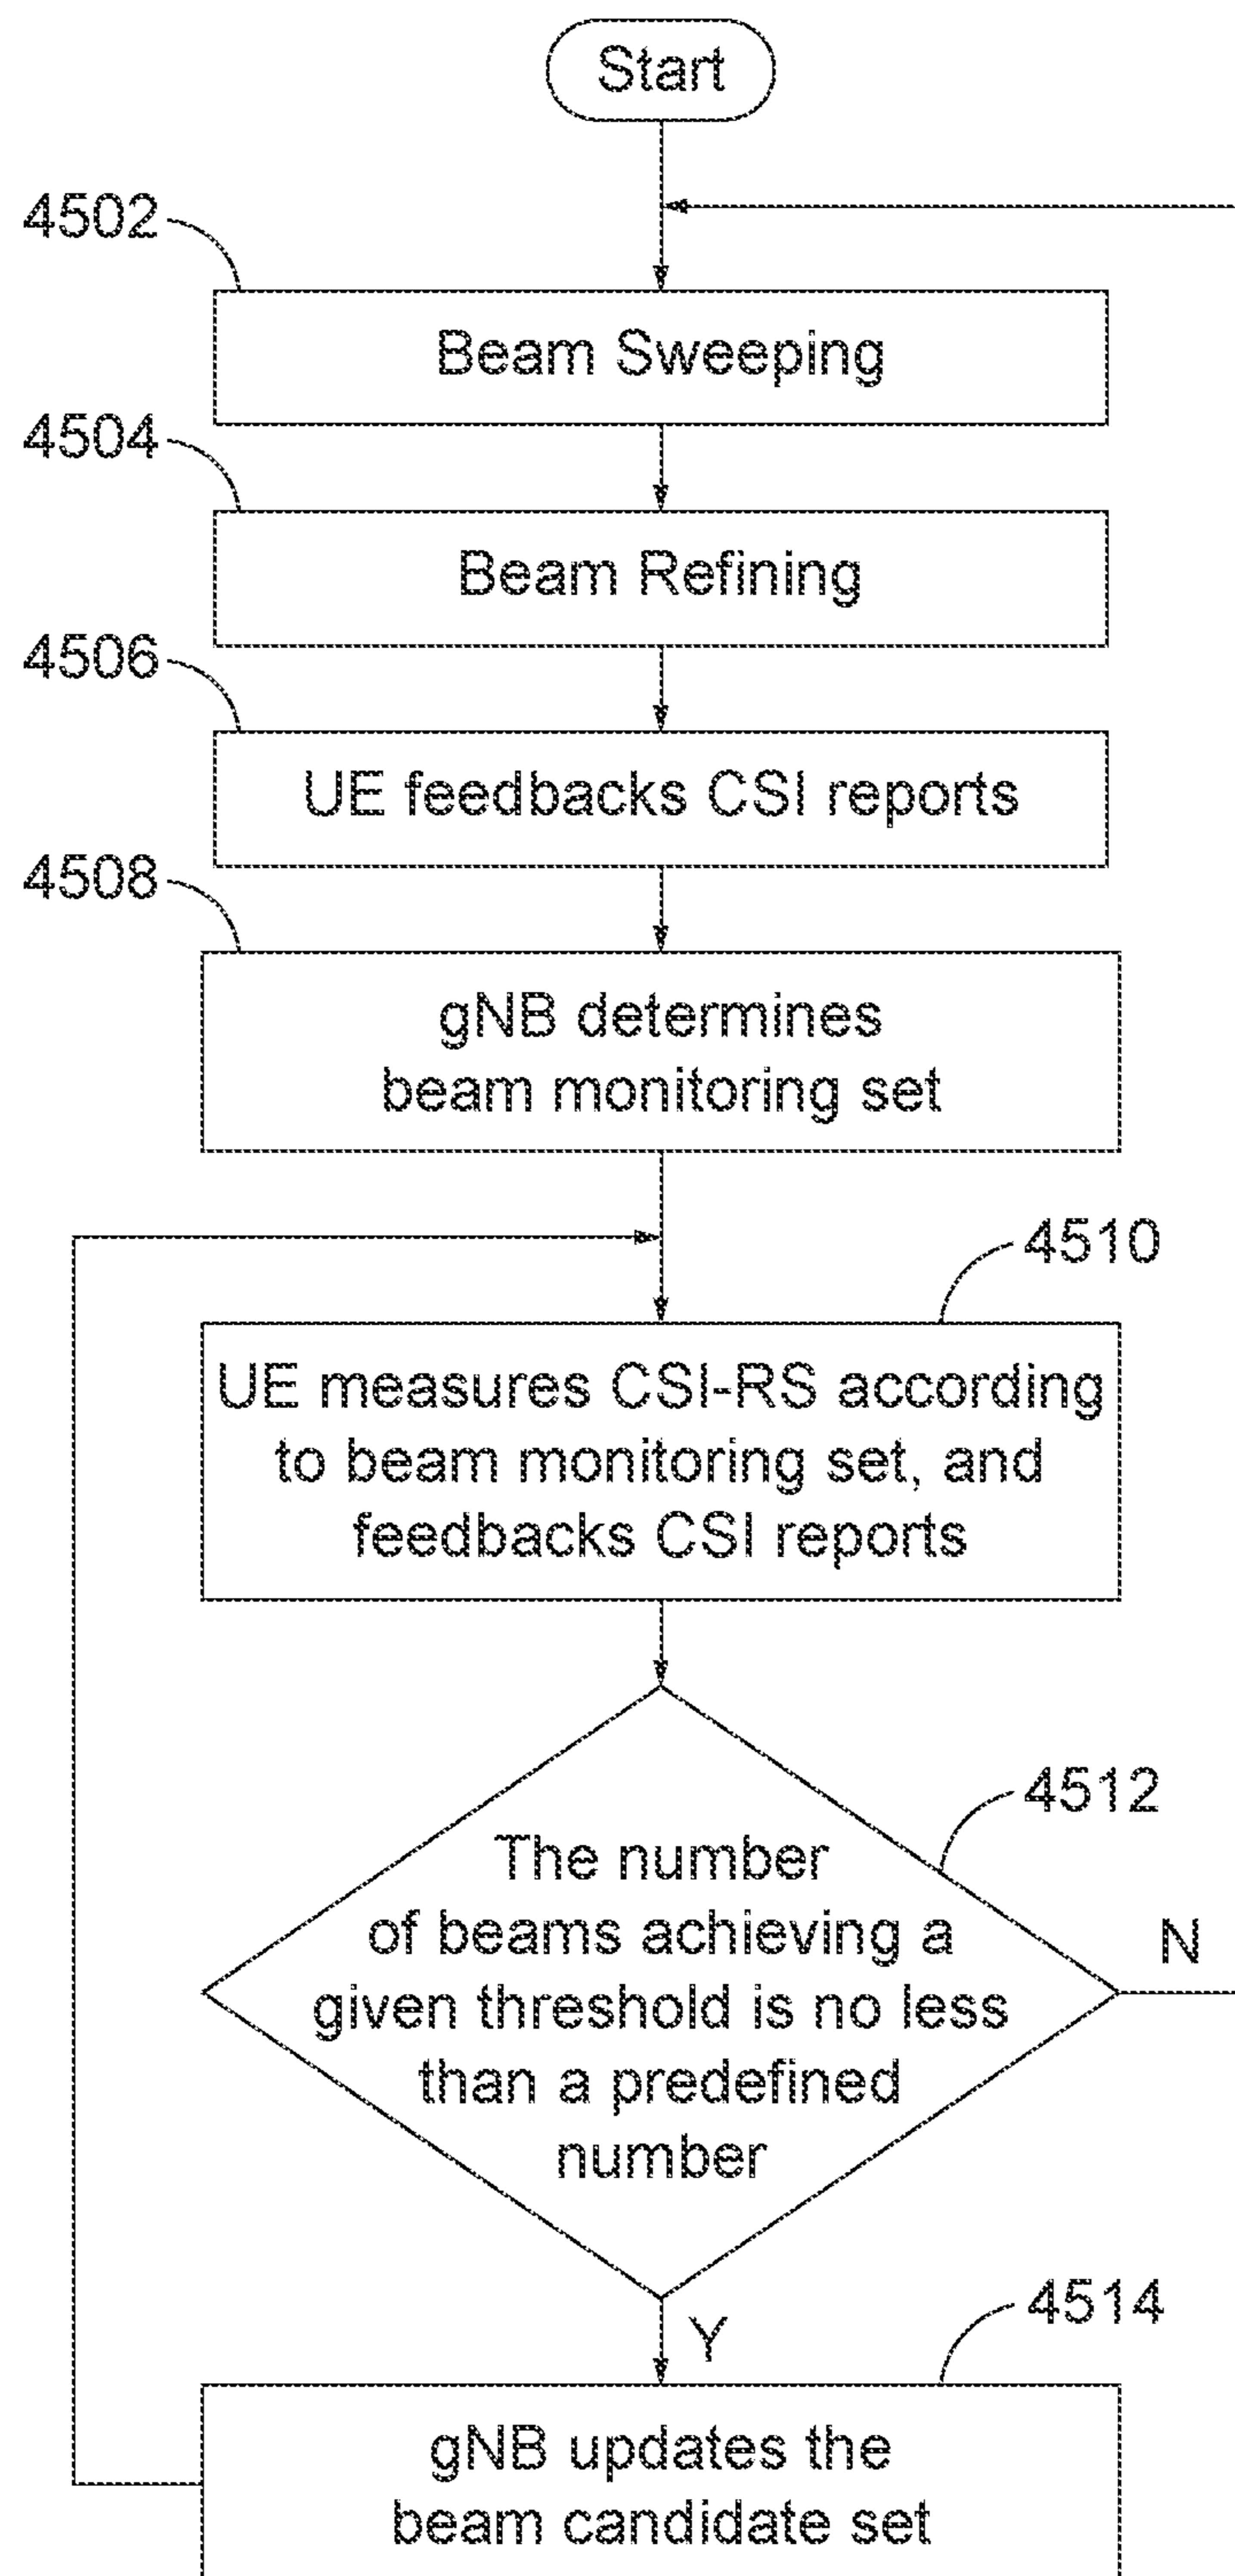 Start
4502
Beam Sweeping
4504
Beam Refining
4506
UE feedbacks CSI reports
4508
gNB determines
beam monitoring set
4510
UE measures CSI-RS according
to beam monitoring set, and
feedbacks CSI reports
4512
The number
of beams achieving a
given threshold is no less
than a predefined
number
N
Y
4514
gNB updates the
beam candidate set